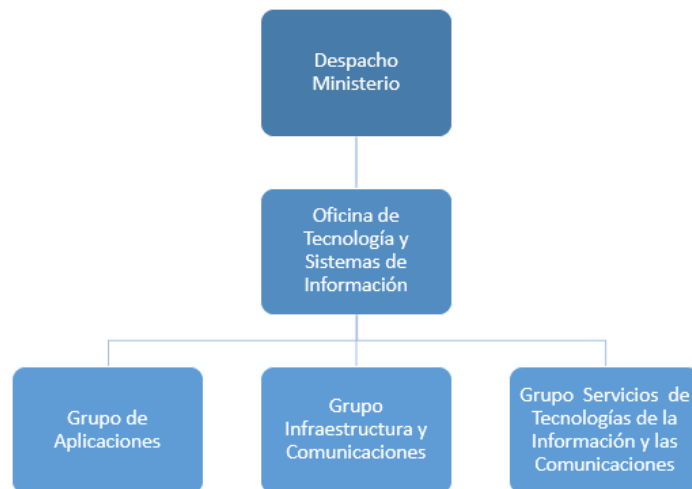 Despacho
Ministerio
Oficina de
Tecnología y
Sistemas de
Información
Grupo de
Aplicaciones
Grupo
Infraestructura y
Comunicaciones
Grupo Servicios de
Tecnologías de la
Información y las
Comunicaciones